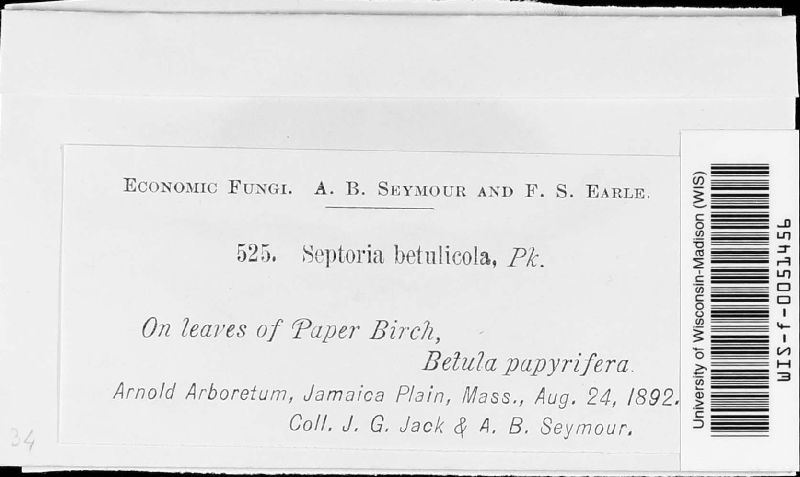 Economic Fungi. A. B. Seymour and F. S. Earle.
525. Septoria betulicola, Pk.
On leaves of Paper Birch,
Betula papyrifera.
Arnold Arboretum, Jamaica Plain, Mass., Aug. 24, 1892.
Coll. J. G. Jack & A. B. Seymour.
34
University of Wisconsin-Madison (WIS)
WIS-f-0051456